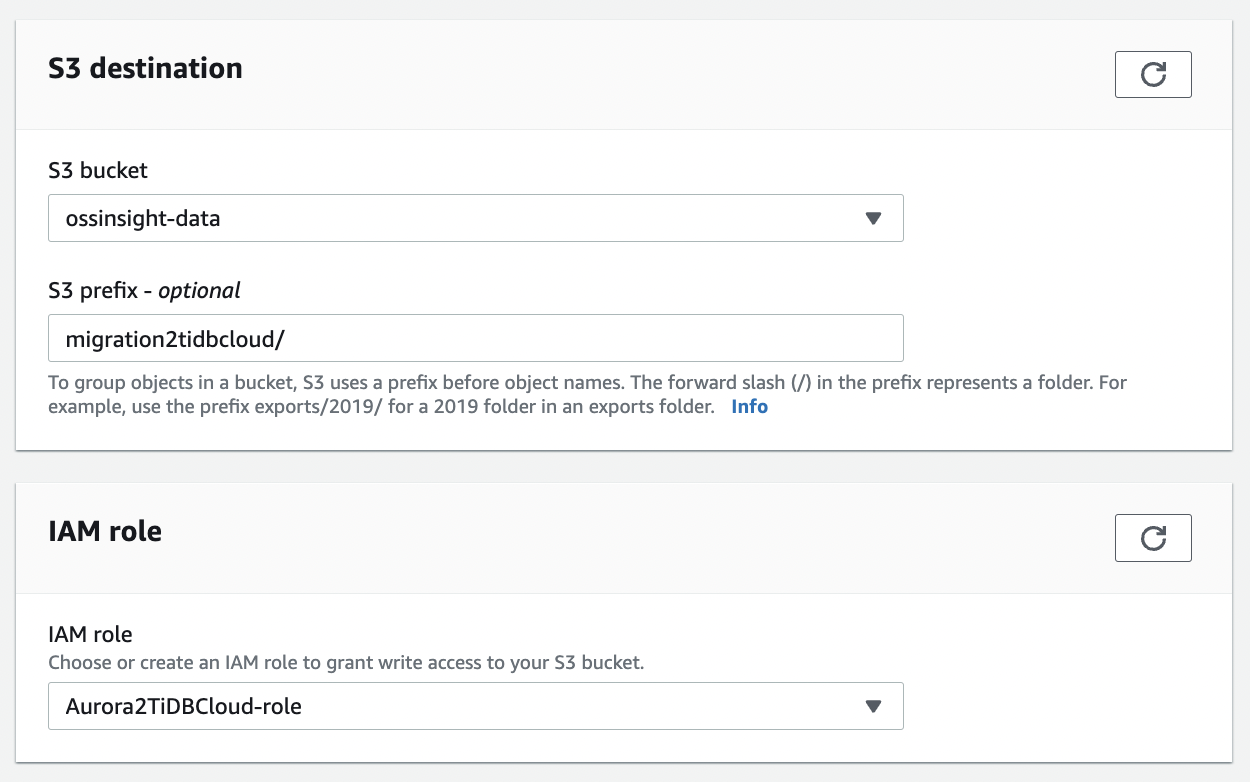 S3 destination
S3 bucket
ossinsight-data
S3 prefix - optional
migration2tidbcloud/
To group objects in a bucket, S3 uses a prefix before object names. The forward slash (/) in the prefix represents a folder. For
example, use the prefix exports/2019/ for a 2019 folder in an exports folder. Info
IAM role
IAM role
Choose or create an IAM role to grant write access to your S3 bucket.
Aurora2TiDBCloud-role